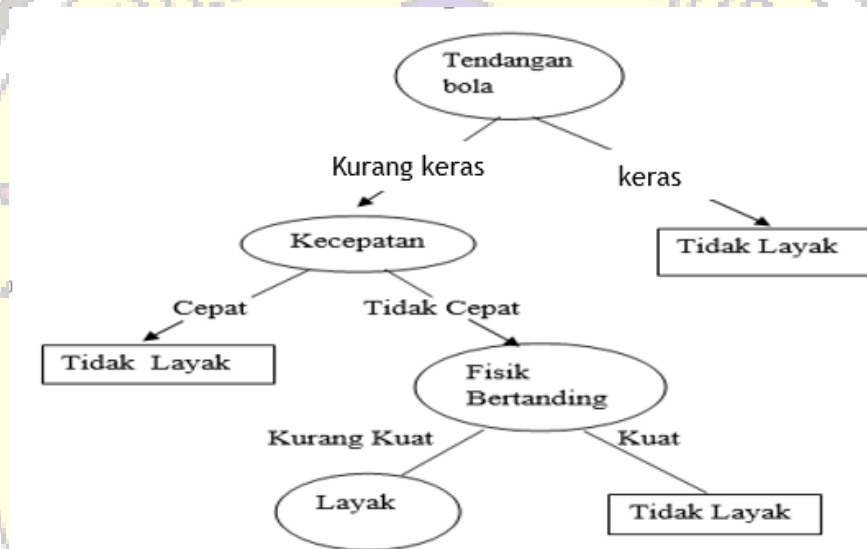 Tendangan
bola
Kurang keras
keras
Kecepatan
Tidak Layak
Cepat
Tidak Cepat
Tidak Layak
Fisik
Bertanding
Kurang Kuat
Kuat
Layak
Tidak Layak